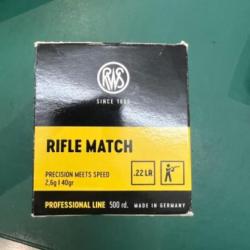 RWS
SINCE 1855
RIFLE MATCH
PRECISION MEETS SPEED
2,6g | 40gr
.22 LR
PROFESSIONAL LINE 500 rd. MADE IN GERMANY